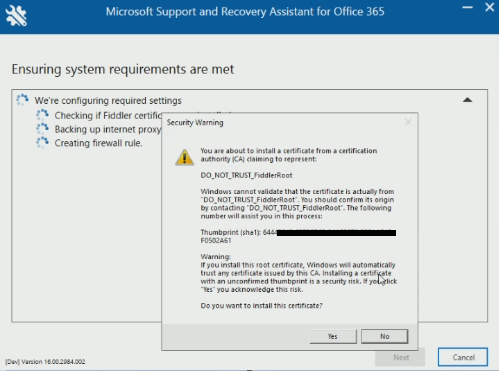 Microsoft Support and Recovery Assistant for Office 365
Ensuring system requirements are met
We're configuring required settings
Checking if Fiddler certific
Backing up internet proxy
Creating firewall rule.
Security Warning
You are about to install a certificate from a certification
authority (CA) claiming to represent:
DO_NOT_TRUST_FiddlerRoot
Windows cannot validate that the certificate is actually from
"DO_NOT_TRUST_FiddlerRoot". You should confirm its origin
by contacting "DO_NOT_TRUST_FiddlerRoot". The following
number will assist you in this process:
Thumbprint (sha1):
F0502A61
Warning:
If you install this root certificate, Windows will automatically
trust any certificate issued by this CA. Installing a certificate
with an unconfirmed thumbprint is a security risk. If you click
"Yes" you acknowledge this risk.
Do you want to install this certificate?
Yes
No
Next
Cancel
[Dev] Version 16.00.2984.002